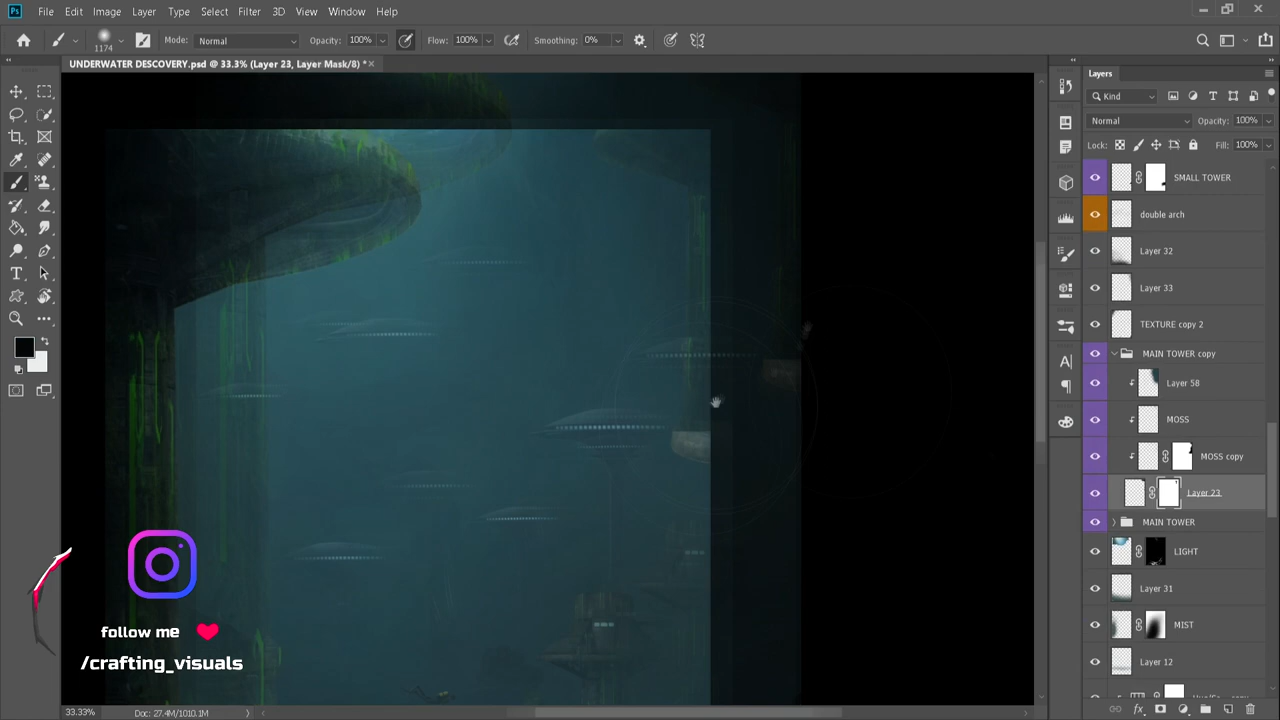 Ps File Edit Image Layer Type Select Filter 3D View Window Help
1174 Mode: Normal Opacity: 100% Flow: 100% Smoothing: 0%
UNDERWATER DESCOVERY.psd @ 33.3% (Layer 23, Layer Mask/8) *
Layers
Kind
Normal Opacity: 100%
Lock: Fill: 100%
SMALL TOWER
double arch
Layer 32
Layer 33
TEXTURE copy 2
MAIN TOWER copy
Layer 58
MOSS
MOSS copy
Layer 23
MAIN TOWER
LIGHT
Layer 31
MIST
Layer 12
follow me
/crafting_visuals
33.33% Doc: 27.4M/1010.1M